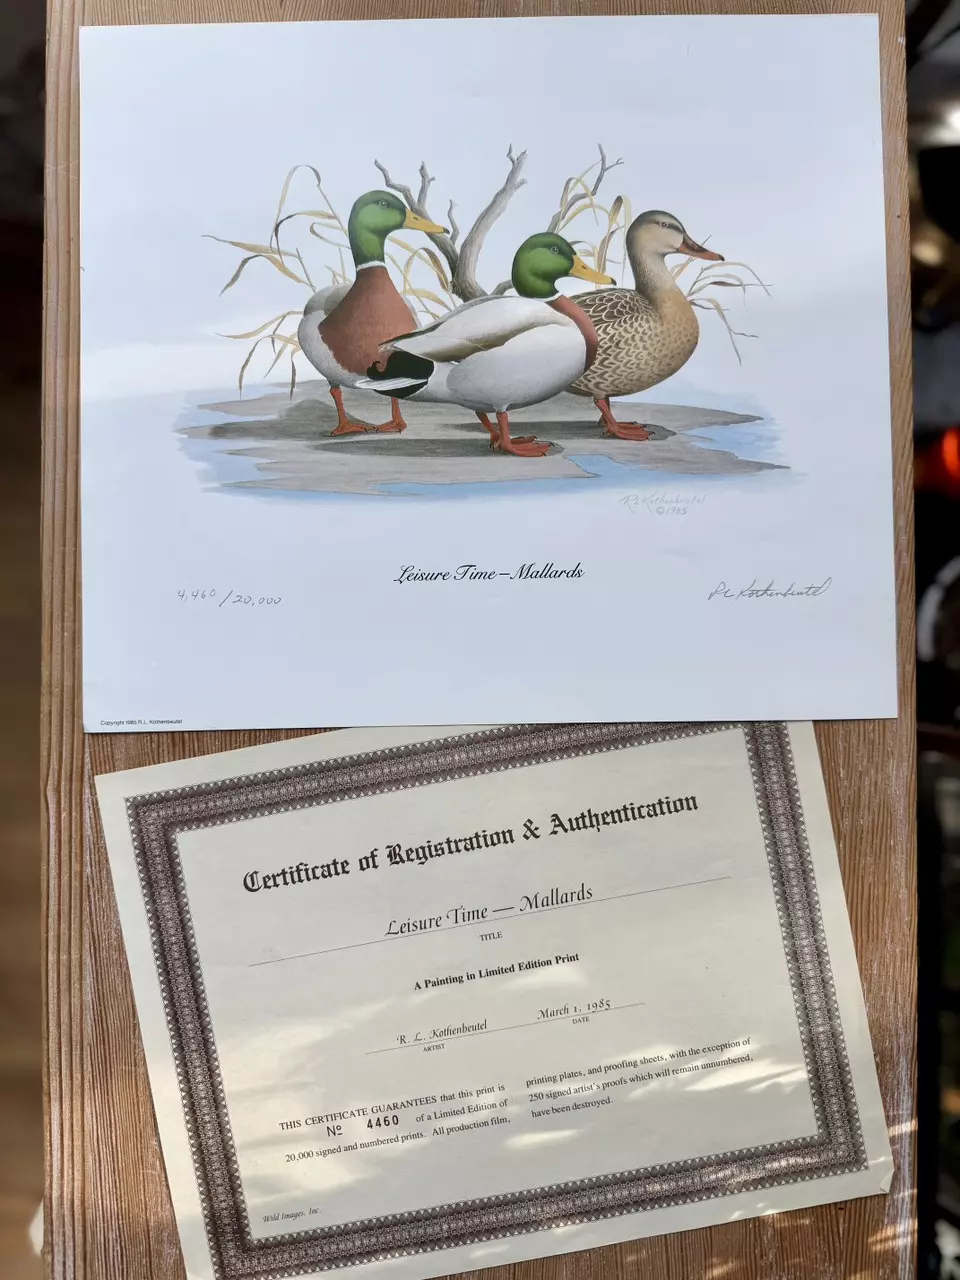 R L Kothenbeutel
©1985
Leisure Time – Mallards
4,460 / 20,000
R L Kothenbeutel
Copyright 1985 R.L. Kothenbeutel
Certificate of Registration & Authentication
Leisure Time — Mallards
TITLE
A Painting in Limited Edition Print
R. L. Kothenbeutel
ARTIST
March 1, 1985
DATE
THIS CERTIFICATE GUARANTEES that this print is
Nº 4460 of a Limited Edition of
20,000 signed and numbered prints. All production film,
printing plates, and proofing sheets, with the exception of
250 signed artist's proofs which will remain unnumbered,
have been destroyed.
Wild Images, Inc.